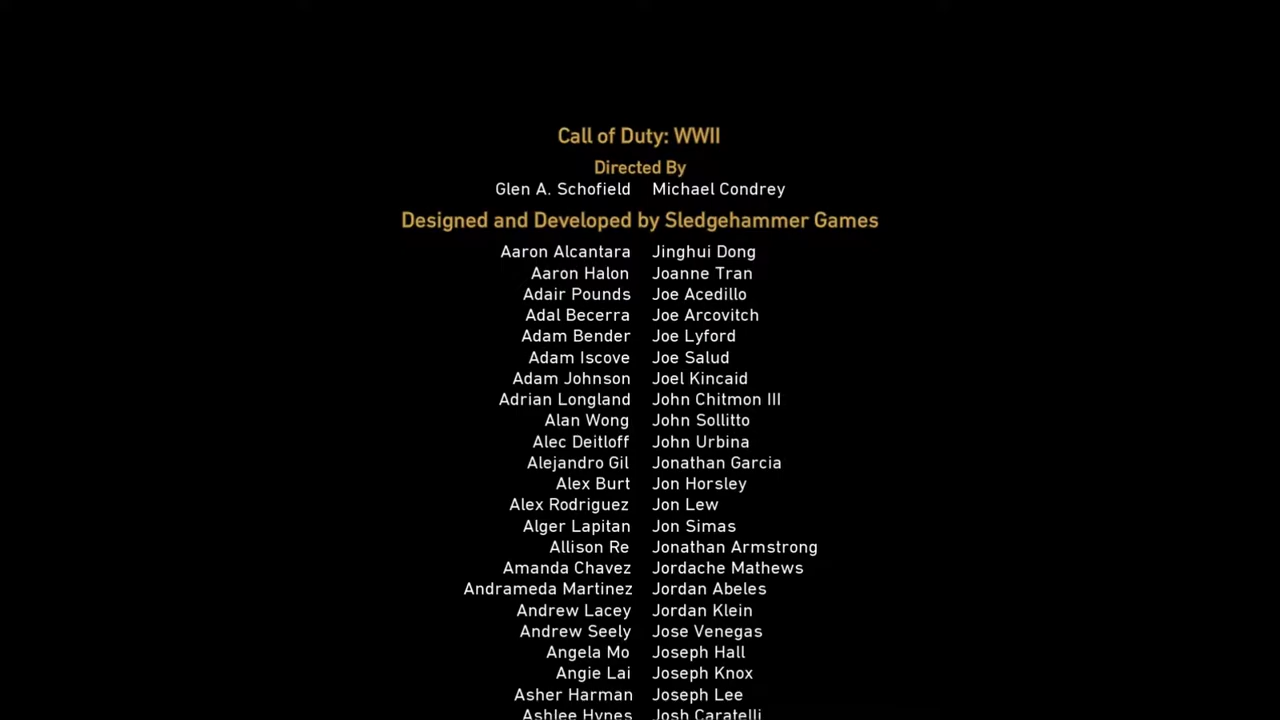 Call of Duty: WWII
Directed By
Glen A. Schofield Michael Condrey
Designed and Developed by Sledgehammer Games
Aaron Alcantara Jinghui Dong
Aaron Halon Joanne Tran
Adair Pounds Joe Acedillo
Adal Becerra Joe Arcovitch
Adam Bender Joe Lyford
Adam Iscove Joe Salud
Adam Johnson Joel Kincaid
Adrian Longland John Chitmon III
Alan Wong John Sollitto
Alec Deitloff John Urbina
Alejandro Gil Jonathan Garcia
Alex Burt Jon Horsley
Alex Rodriguez Jon Lew
Alger Lapitan Jon Simas
Allison Re Jonathan Armstrong
Amanda Chavez Jordache Mathews
Andrameda Martinez Jordan Abeles
Andrew Lacey Jordan Klein
Andrew Seely Jose Venegas
Angela Mo Joseph Hall
Angie Lai Joseph Knox
Asher Harman Joseph Lee
Ashlee Hynes Josh Caratelli